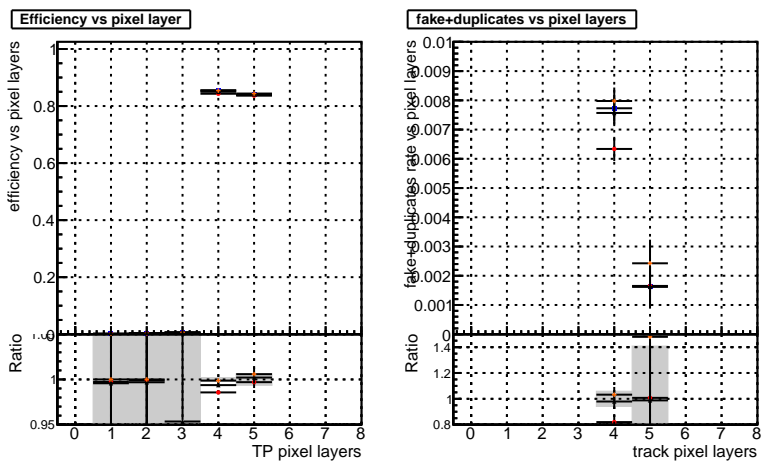 Efficiency vs pixel layer
efficiency vs pixel layers
1
0.8
0.6
0.4
0.2
0
Ratio
1
0.95
0 1 2 3 4 5 6 7 8
TP pixel layers
fake+duplicates vs pixel layers
fake+duplicates rate vs pixel layers
0.01
0.009
0.008
0.007
0.006
0.005
0.004
0.003
0.002
0.001
0
Ratio
1.4
1.2
1
0.8
0 1 2 3 4 5 6 7 8
track pixel layers